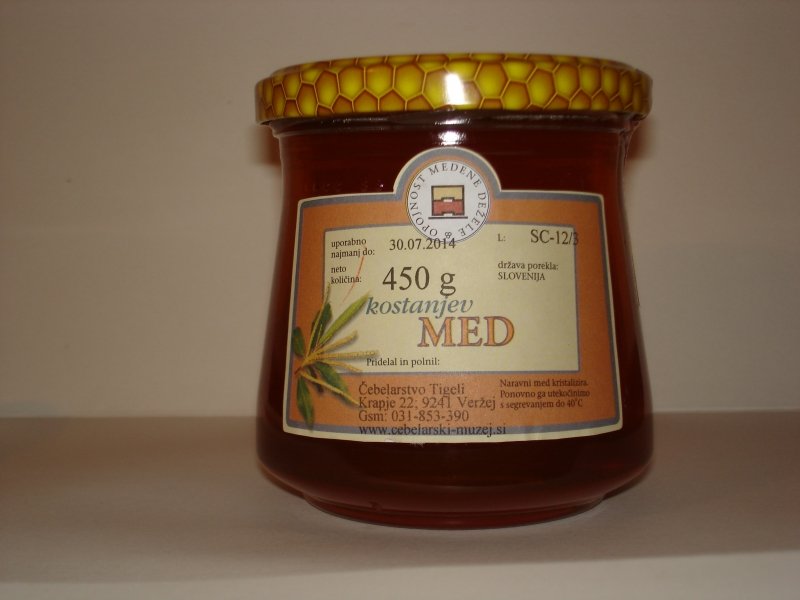 OPOJNOST MEDENE DEŽELE &
uporabno
najmanj do: 30.07.2014 L: SC-12/3
neto
količina: 450 g
država porekla:
SLOVENIJA
kostanjev
MED
Pridelal in polnil:
Čebelarstvo Tigeli
Krapje 22; 9241 Veržej
Gsm: 031-853-390
www.cebelarski-muzej.si
Naravni med kristalizira.
Ponovno ga utekočinimo
s segrevanjem do 40°C